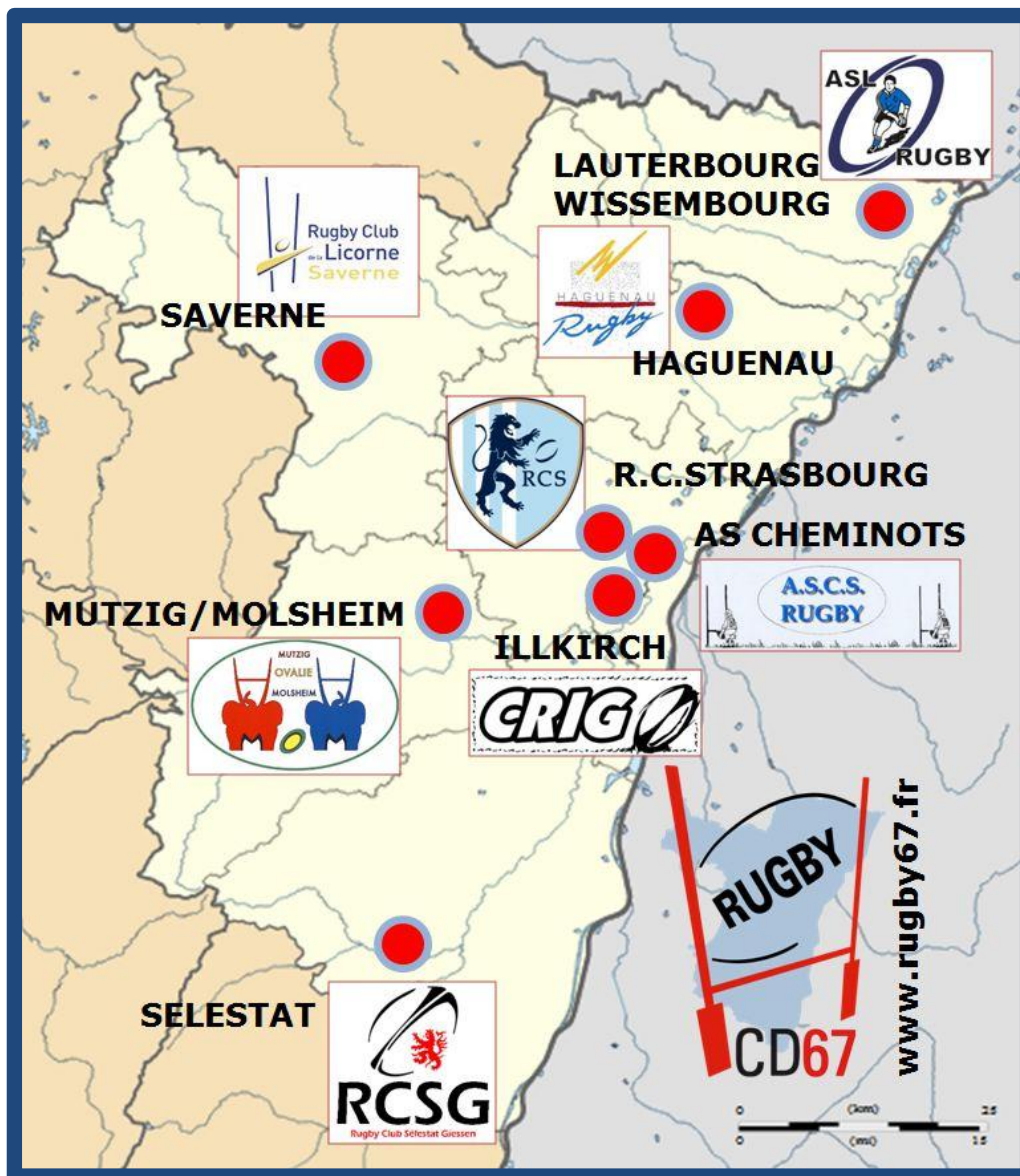 ASL
RUGBY
LAUTERBOURG
WISSEMBOURG
Rugby Club
de la Licorne
Saverne
SAVERNE
HAGUENAU
Rugby
HAGUENAU
RCS
R.C.STRASBOURG
AS CHEMINOTS
A.S.C.S.
RUGBY
MUTZIG/MOLSHEIM
MUTZIG
OVALIE
MOLSHEIM
ILLKIRCH
CRIG
RUGBY
CD67
www.rugby67.fr
SELESTAT
RCSG
Rugby Club Sélestat Giessen
0 (km) 25
0 (mi) 15